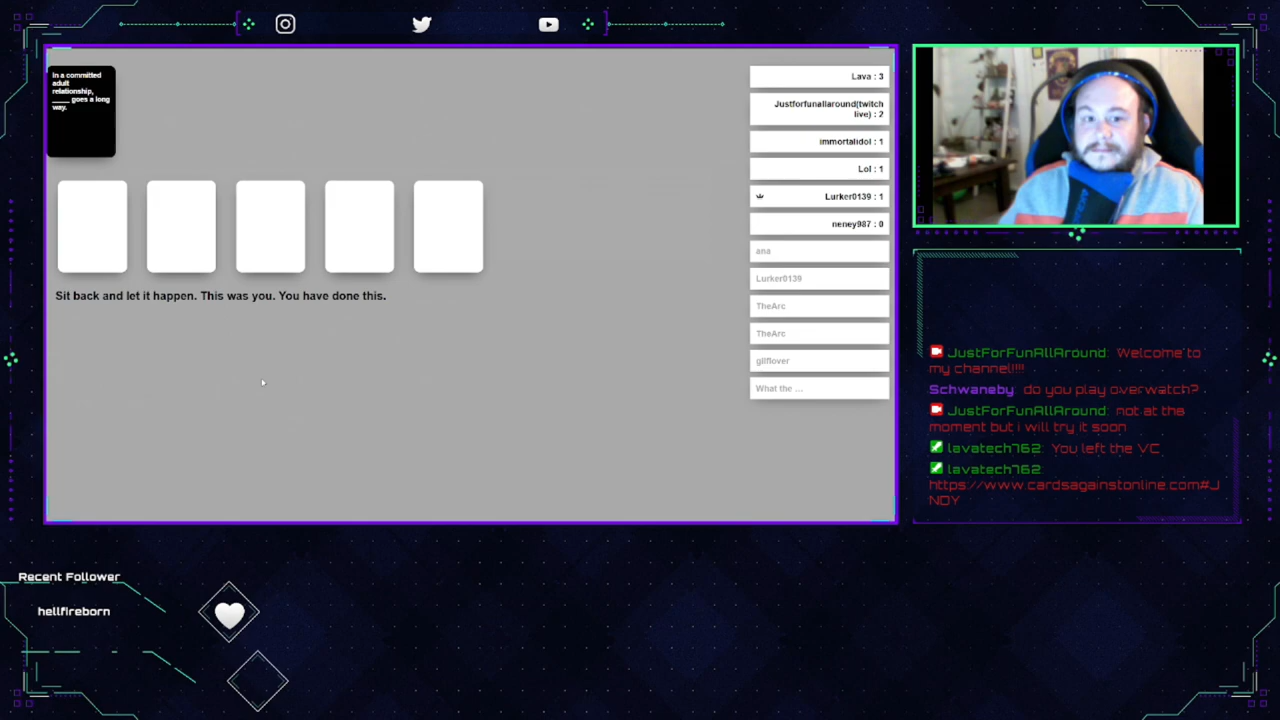 In a committed
adult
relationship,
____ goes a long
way.
Sit back and let it happen. This was you. You have done this.
Lava : 3
Justforfunallaround(twitch
live) : 2
immortalidol : 1
Lol : 1
Lurker0139 : 1
neney987 : 0
ana
Lurker0139
TheArc
TheArc
gilflover
What the ...
JustForFunAllAround: Welcome to
my channel!!!!
Schwaneby: do you play overwatch?
JustForFunAllAround: not at the
moment but i will try it soon
lavatech762: You left the VC
lavatech762:
https://www.cardsagainstonline.com#J
NDY
Recent Follower
hellfireborn